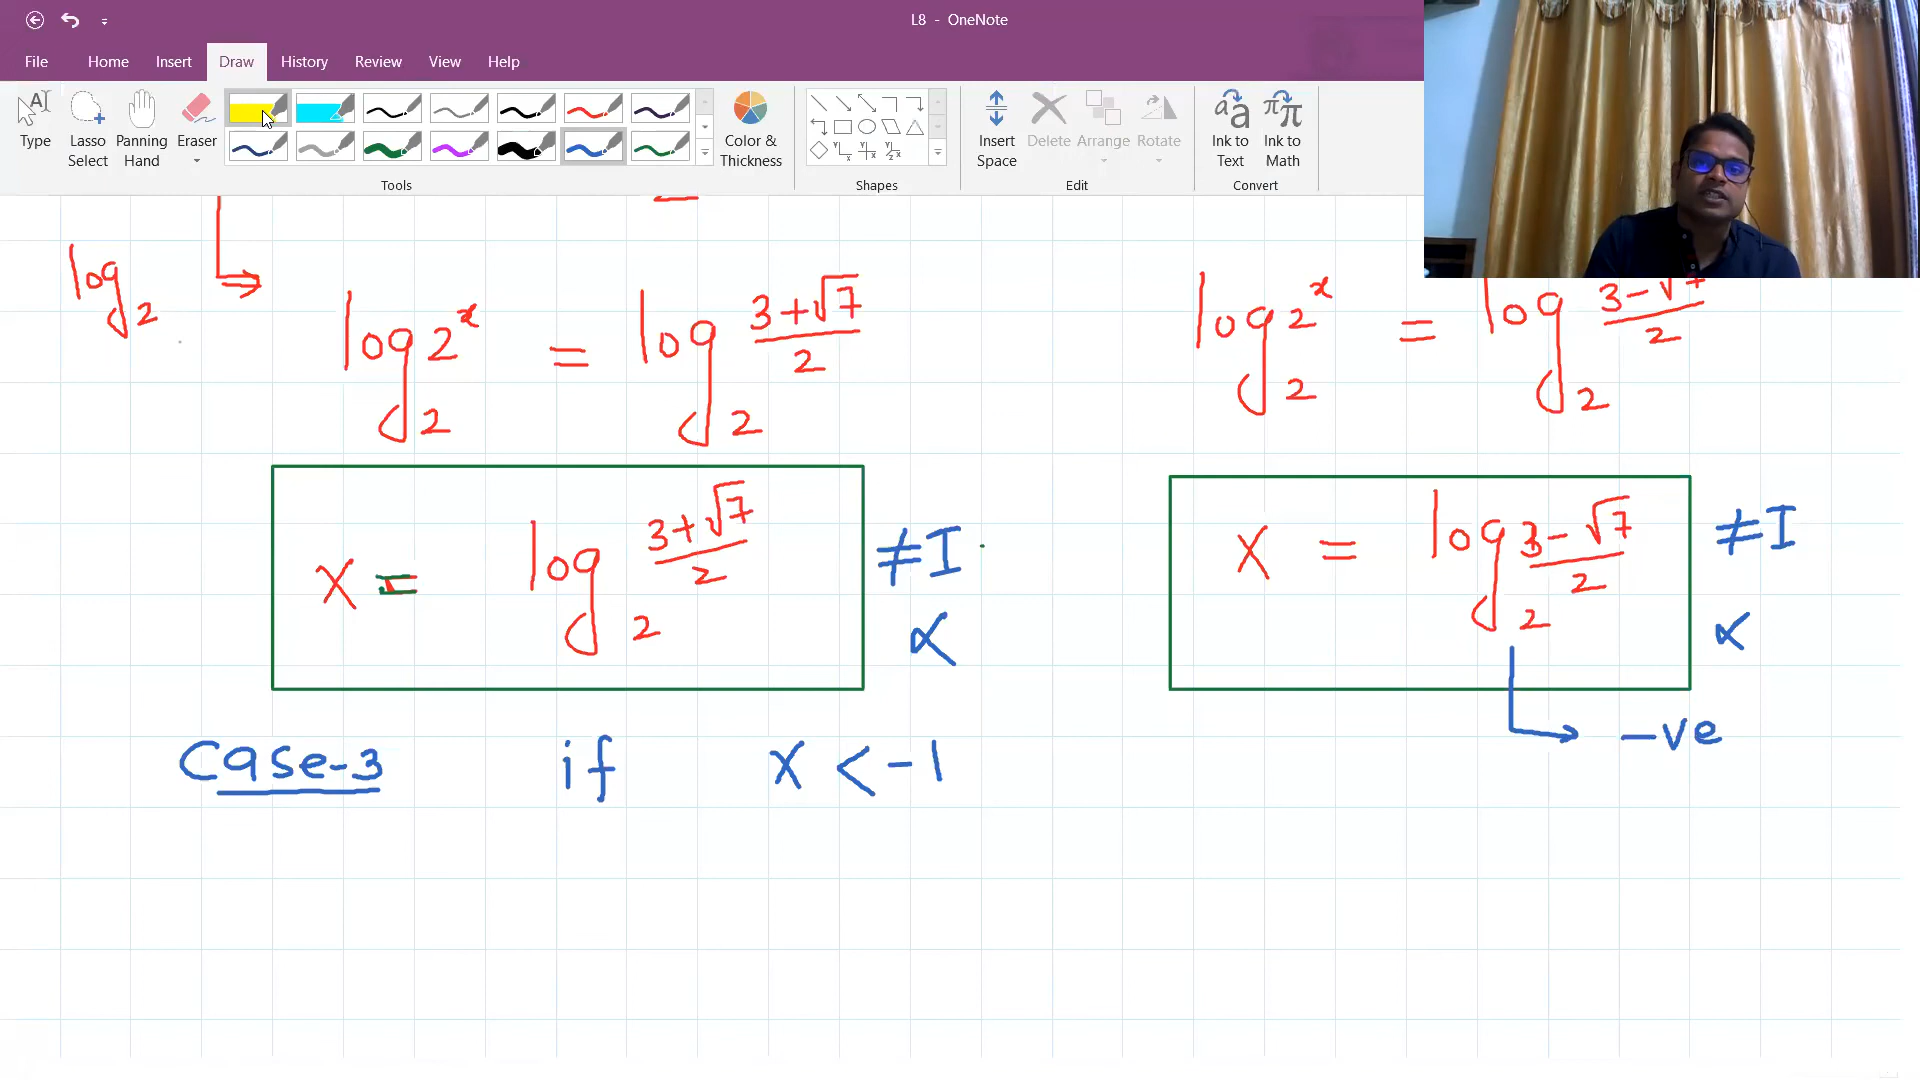 L8 - OneNote
File Home Insert Draw History Review View Help
Type Lasso Select Panning Hand Eraser Color & Thickness Insert Space Delete Arrange Rotate Ink to Text Ink to Math
Tools Shapes Edit Convert
log₂
log₂ 2ˣ = log₂ (3+√7)/2
log₂ 2ˣ = log₂ (3-√7)/2
x = log₂ (3+√7)/2 ≠ I
∝
x = log₂ (3-√7)/2 ≠ I
∝
-ve
Case-3 if x < -1